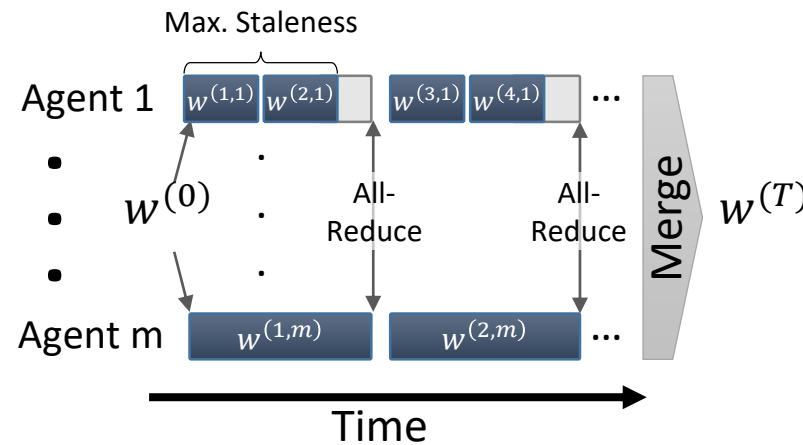 Max. Staleness
Agent 1
w^(1,1) w^(2,1) w^(3,1) w^(4,1) ...
w^(0)
All-
Reduce
All-
Reduce
Merge
w^(T)
Agent m
w^(1,m) w^(2,m) ...
Time